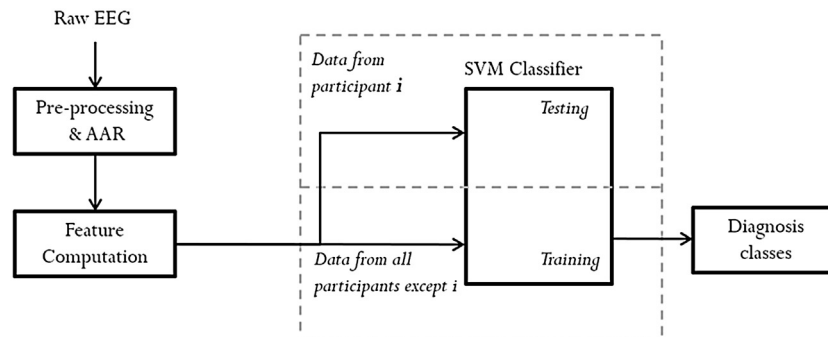 Raw EEG
Pre-processing
& AAR
Feature
Computation
Data from
participant i
SVM Classifier
Testing
Data from all
participants except i
Training
Diagnosis
classes